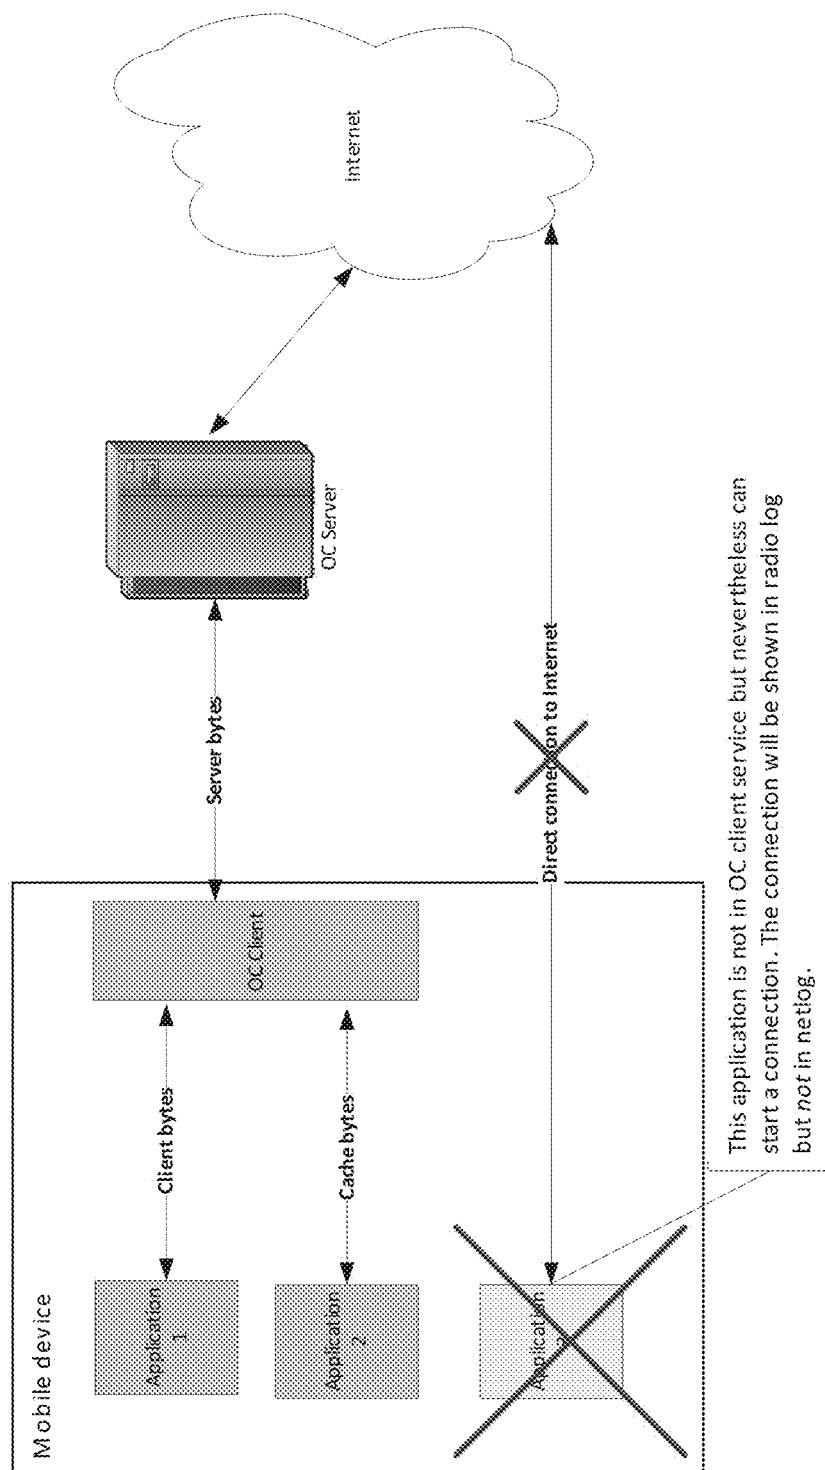 Mobile device
Application
1
Client bytes
Application
2
Cache bytes
OC Client
Server bytes
OC Server
Internet
Application
Direct connection to Internet
This application is not in OC client service but nevertheless can
start a connection. The connection will be shown in radio log
but not in netlog.